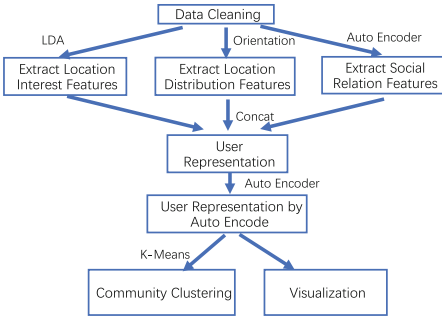 Data Cleaning
LDA
Orientation
Auto Encoder
Extract Location
Interest Features
Extract Location
Distribution Features
Extract Social
Relation Features
Concat
User
Representation
Auto Encoder
User Representation by
Auto Encode
K-Means
Community Clustering
Visualization